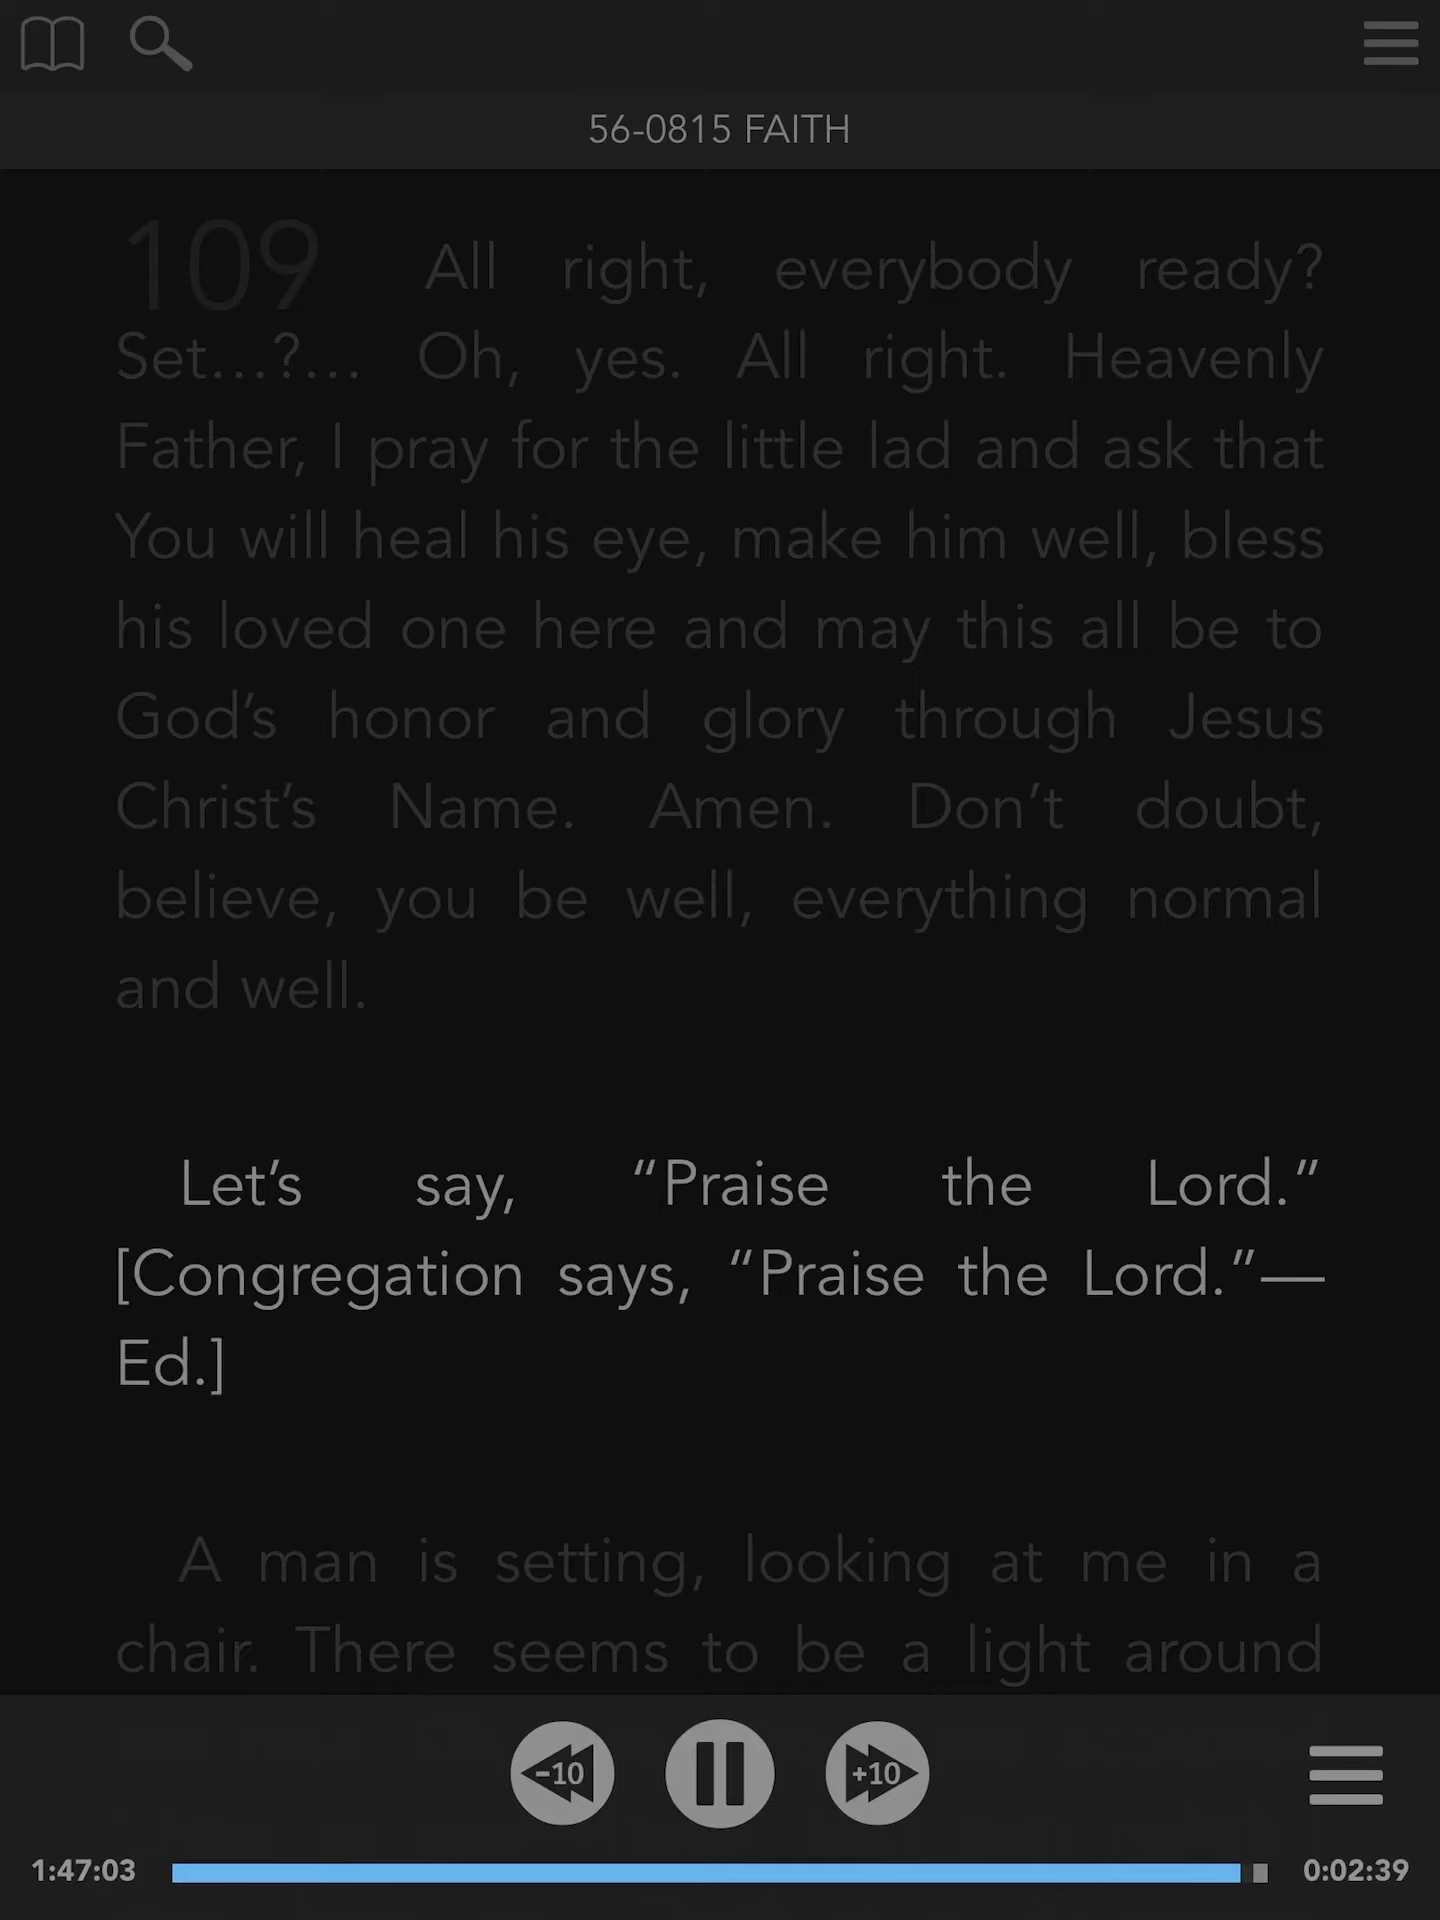 56-0815 FAITH
109 All right, everybody ready?
Set…?… Oh, yes. All right. Heavenly
Father, I pray for the little lad and ask that
You will heal his eye, make him well, bless
his loved one here and may this all be to
God’s honor and glory through Jesus
Christ’s Name. Amen. Don’t doubt,
believe, you be well, everything normal
and well.
Let’s say, “Praise the Lord.”
[Congregation says, “Praise the Lord.”—
Ed.]
A man is setting, looking at me in a
chair. There seems to be a light around
-10 +10
1:47:03 0:02:39